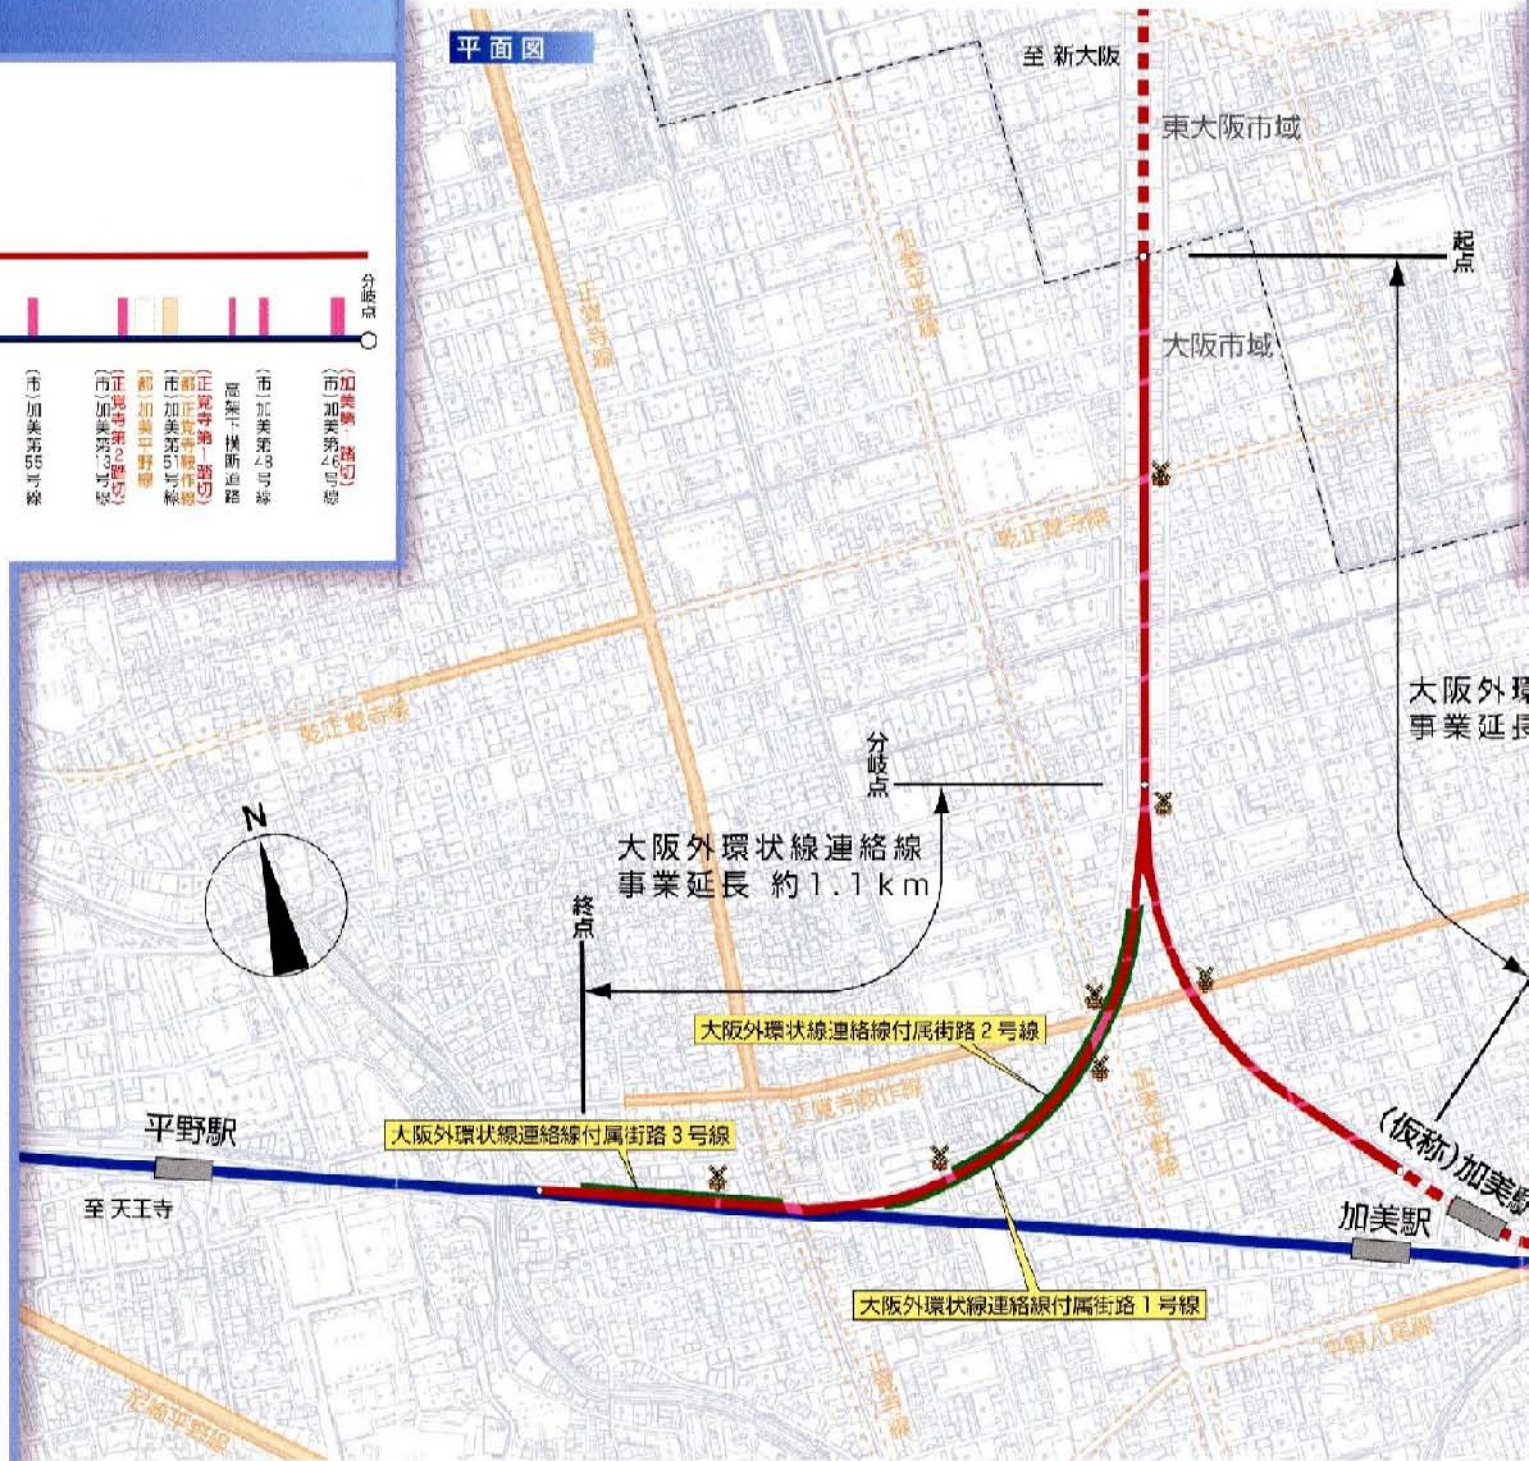 平面図
至 新大阪
東大阪市域
起点
大阪市域
分岐点
(市)加美第55号線
(市)加美第13号線
(正覚寺第2踏切)
(都)加美平野線
(市)加美第51号線
(都)正覚寺駿作線
(正覚寺第1踏切)
高架下横断道路
(市)加美第48号線
(市)加美第46号線
正覚寺線
加美平野線
乾正覚寺線
乾正覚寺線
大阪外環
事業延長
分岐点
N
大阪外環状線連絡線
事業延長 約1.1km
終点
大阪外環状線連絡線付属街路2号線
加美平野線
平野駅
大阪外環状線連絡線付属街路3号線
至 天王寺
(仮称)加美駅
加美駅
大阪外環状線連絡線付属街路1号線
平野八尾線
正覚寺線